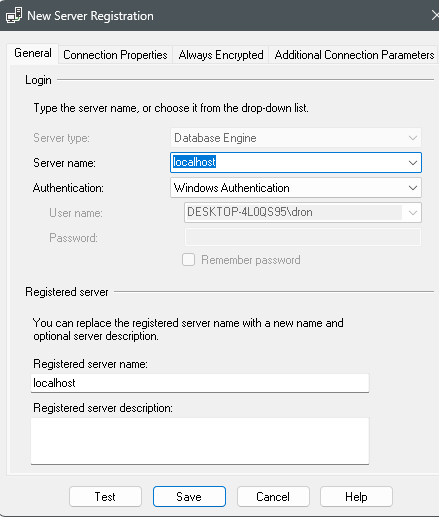 New Server Registration
General Connection Properties Always Encrypted Additional Connection Parameters
Login
Type the server name, or choose it from the drop-down list.
Server type: Database Engine
Server name: localhost
Authentication: Windows Authentication
User name: DESKTOP-4L0QS95\dron
Password:
Remember password
Registered server
You can replace the registered server name with a new name and
optional server description.
Registered server name:
localhost
Registered server description:
Test Save Cancel Help